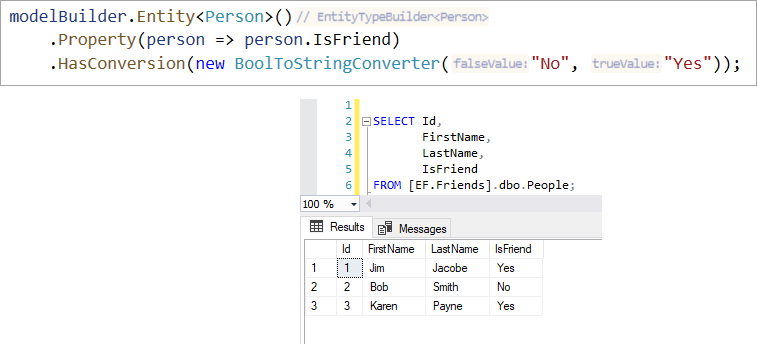 modelBuilder.Entity<Person>() // EntityTypeBuilder<Person>
.Property(person => person.IsFriend)
.HasConversion(new BoolToStringConverter( falseValue: "No", trueValue: "Yes"));
1
2 SELECT Id,
3 FirstName,
4 LastName,
5 IsFriend
6 FROM [EF.Friends].dbo.People;
100 %
Results Messages
Id FirstName LastName IsFriend
1 1 Jim Jacobe Yes
2 2 Bob Smith No
3 3 Karen Payne Yes